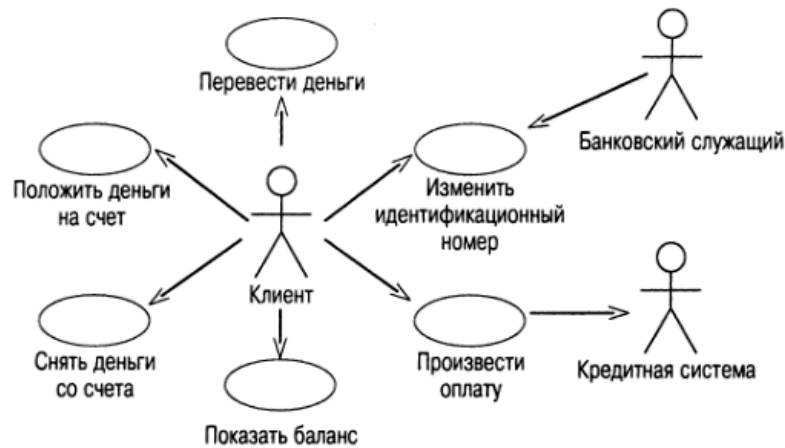 Перевести деньги
Банковский служащий
Положить деньги
на счет
Изменить
идентификационный
номер
Клиент
Снять деньги
со счета
Произвести
оплату
Кредитная система
Показать баланс